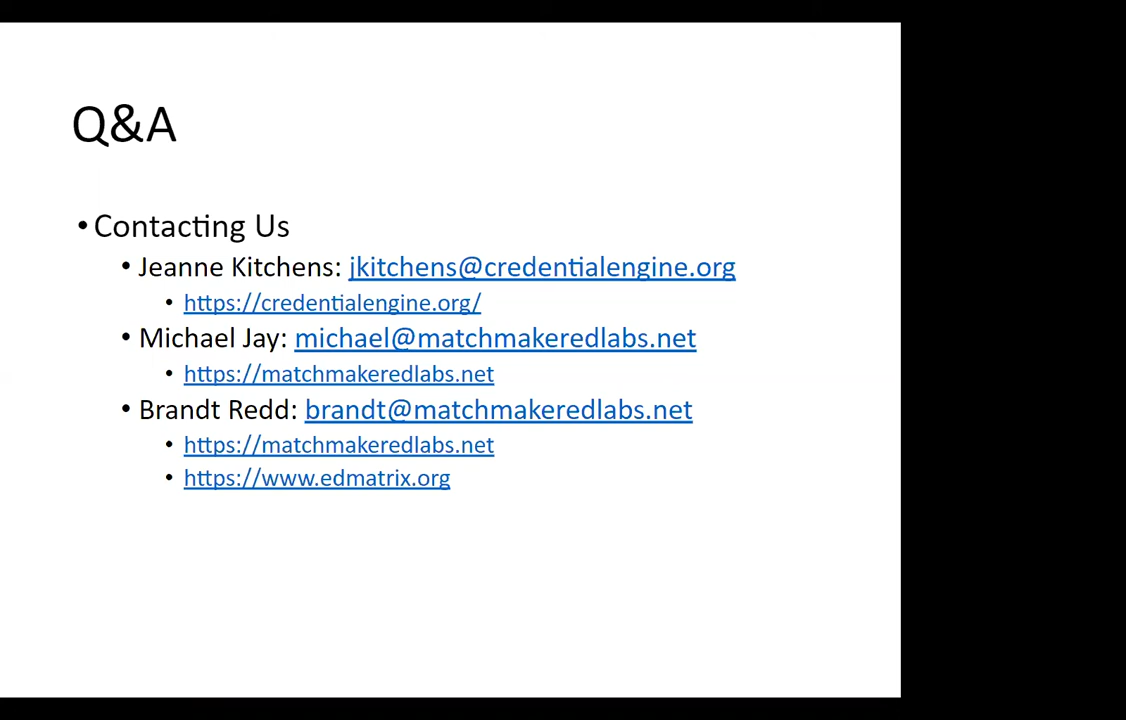 Q&A
• Contacting Us
• Jeanne Kitchens: jkitchens@credentialengine.org
• https://credentialengine.org/
• Michael Jay: michael@matchmakeredlabs.net
• https://matchmakeredlabs.net
• Brandt Redd: brandt@matchmakeredlabs.net
• https://matchmakeredlabs.net
• https://www.edmatrix.org